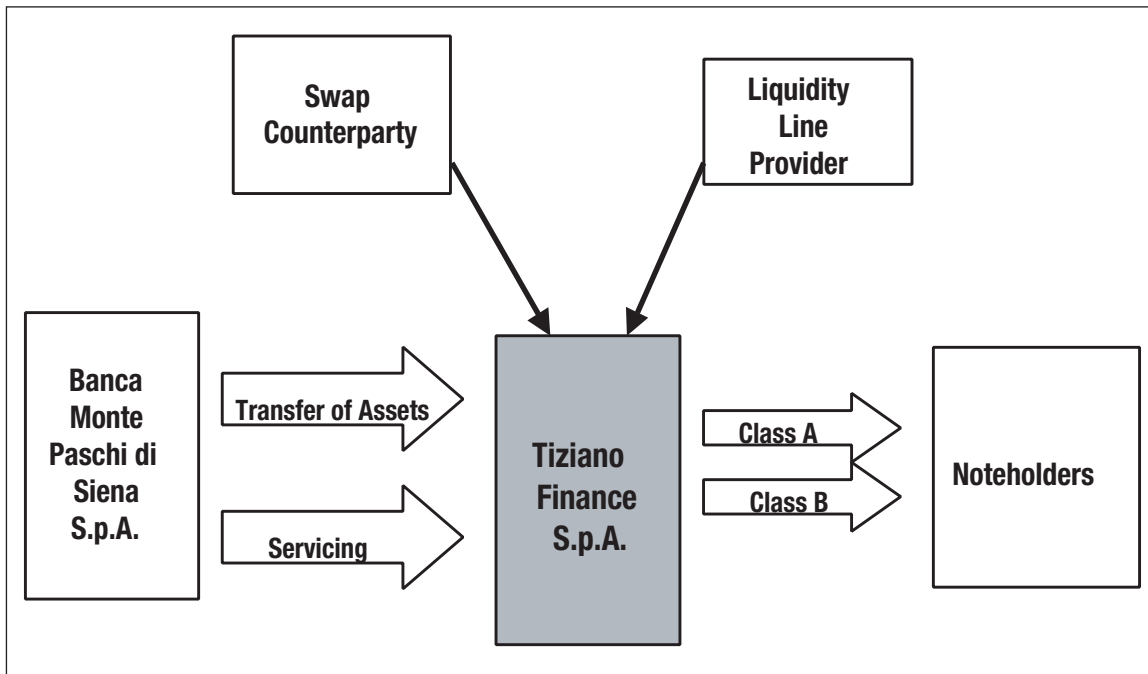 Swap
Counterparty
Liquidity
Line
Provider
Banca
Monte
Paschi di
Siena
S.p.A.
Transfer of Assets
Servicing
Tiziano
Finance
S.p.A.
Class A
Class B
Noteholders